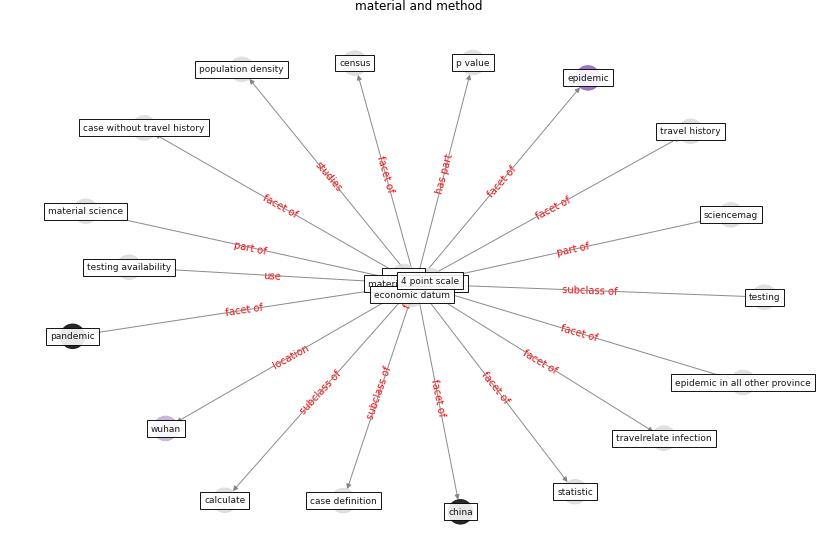 material and method
census
p value
population density
epidemic
case without travel history
travel history
has part
facet of
studies
facet of
facet of
facet of
material science
sciencemag
facet of
part of
part of
testing availability
use
4 point scale
economic datum
subclass of
testing
facet of
pandemic
facet of
location
facet of
epidemic in all other province
subclass of
subclass of
facet of
facet of
wuhan
travelrelate infection
calculate
case definition
china
statistic